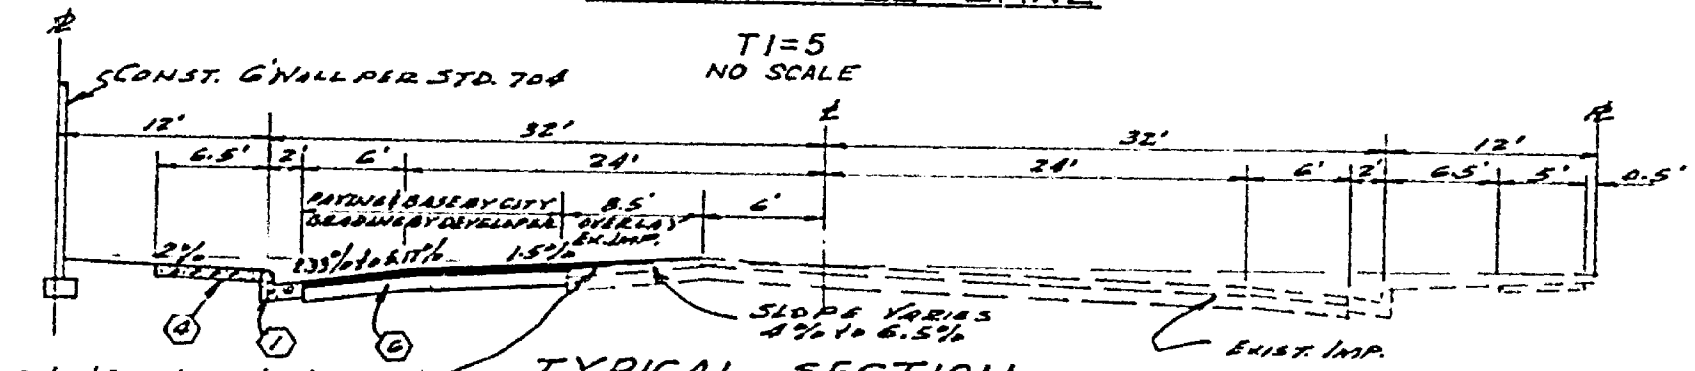 TI=5
NO SCALE
CONST. 6' WALL PER STD. 704
12'
32'
32'
12'
6.5'
2'
6'
24'
24'
6'
2'
6.5'
5'
0.5'
PAVING & BASE BY CITY
GRADING BY DEVELOPER
8.5'
OVERLAY
EX. IMP.
6'
2%
1.5%
SLOPE VARIES
4% to 6.5%
EXIST. IMP.
4
1
6
TYPICAL SECTION